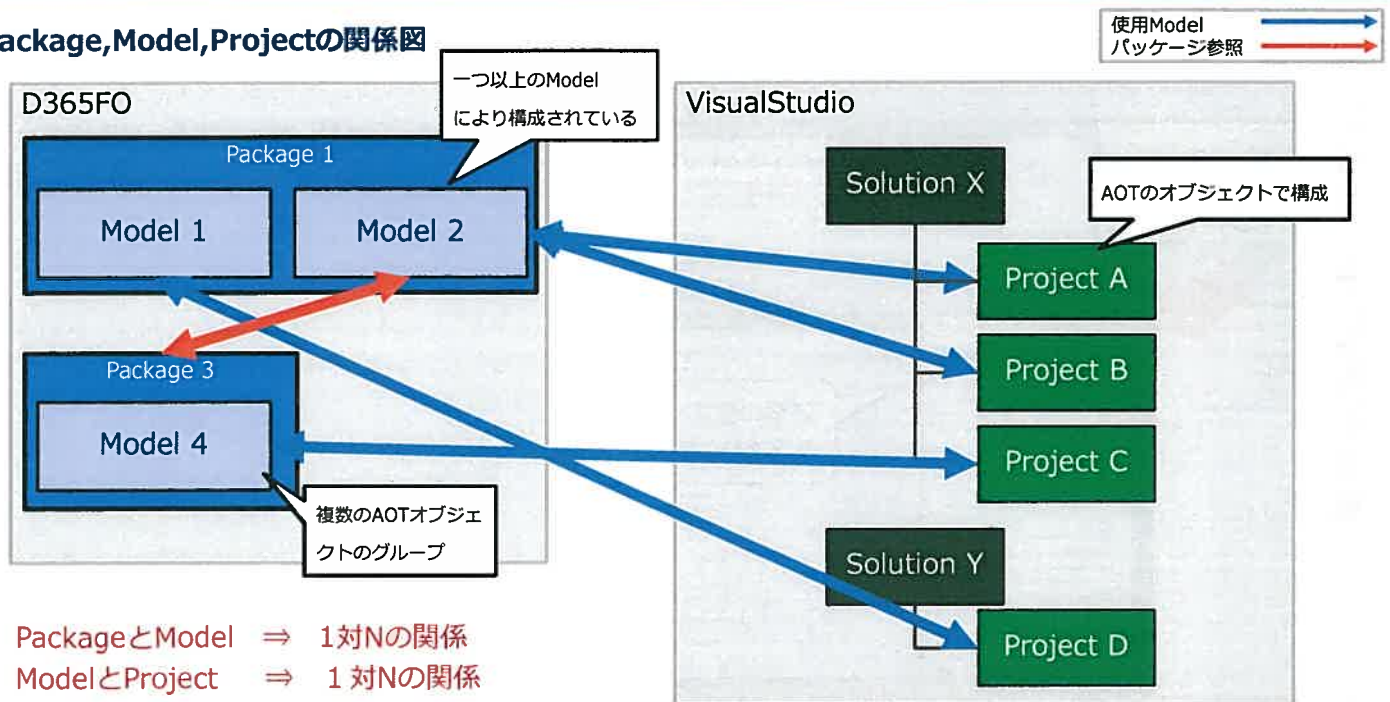 ackage,Model,Projectの関係図
使用Model
パッケージ参照
D365FO
一つ以上のModel
により構成されている
Package 1
Model 1
Model 2
Package 3
Model 4
複数のAOTオブジェ
クトのグループ
VisualStudio
Solution X
AOTのオブジェクトで構成
Project A
Project B
Project C
Solution Y
Project D
PackageとModel ⇒ 1対Nの関係
ModelとProject ⇒ 1対Nの関係